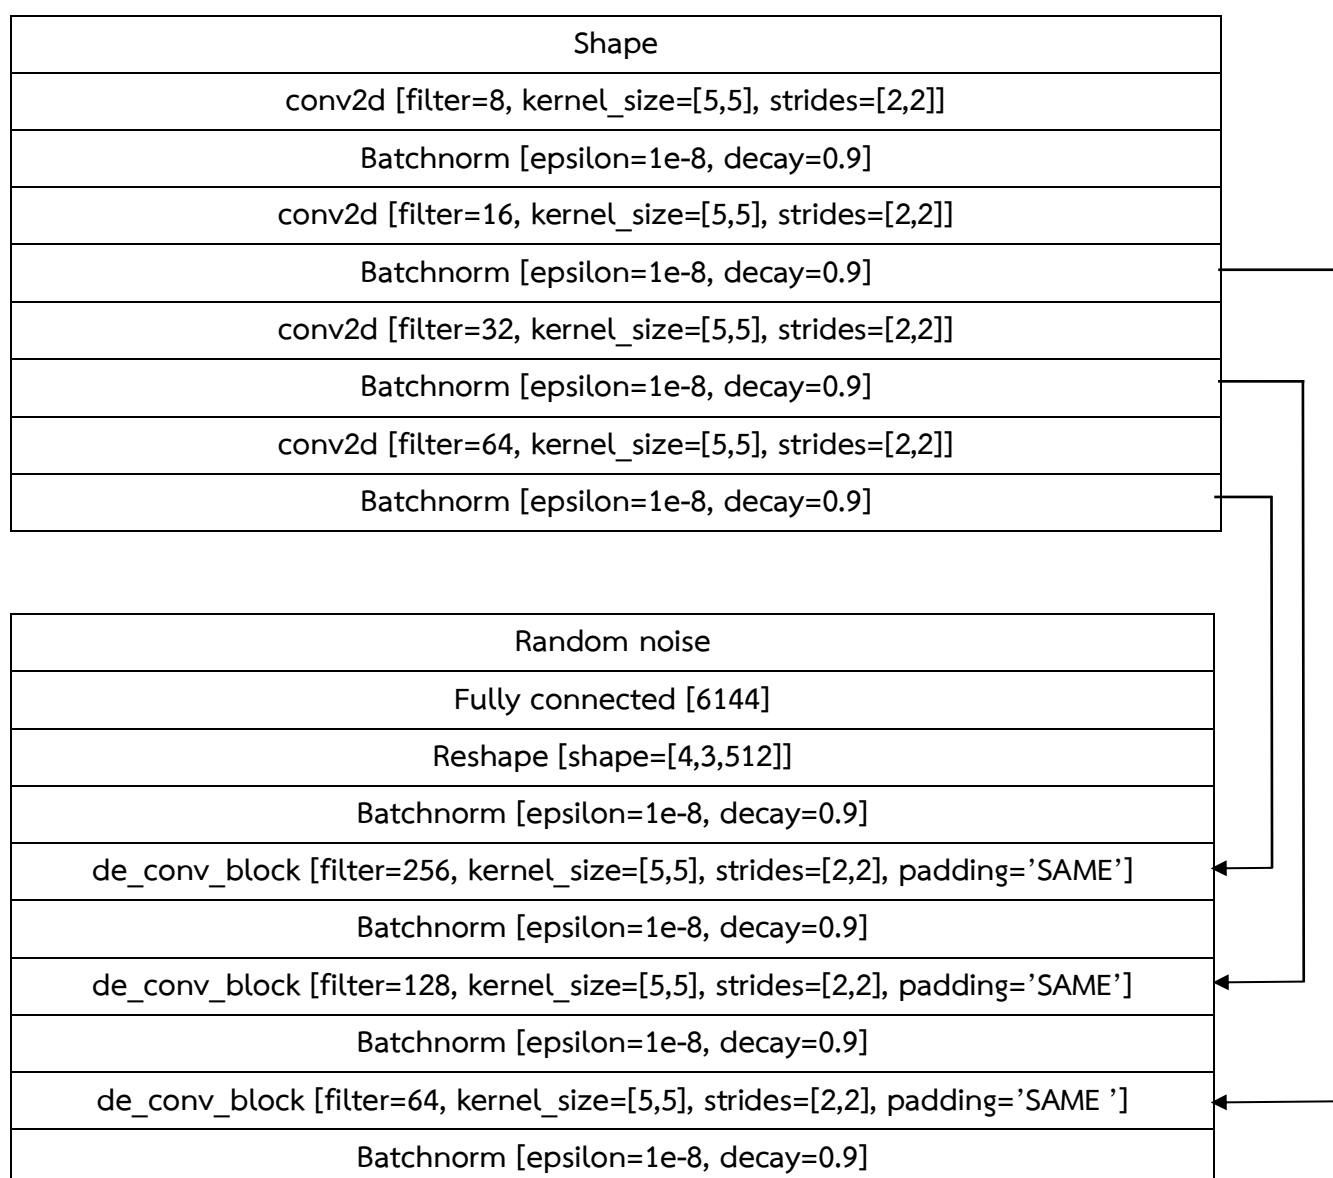 Shape
conv2d [filter=8, kernel_size=[5,5], strides=[2,2]]
Batchnorm [epsilon=1e-8, decay=0.9]
conv2d [filter=16, kernel_size=[5,5], strides=[2,2]]
Batchnorm [epsilon=1e-8, decay=0.9]
conv2d [filter=32, kernel_size=[5,5], strides=[2,2]]
Batchnorm [epsilon=1e-8, decay=0.9]
conv2d [filter=64, kernel_size=[5,5], strides=[2,2]]
Batchnorm [epsilon=1e-8, decay=0.9]
Random noise
Fully connected [6144]
Reshape [shape=[4,3,512]]
Batchnorm [epsilon=1e-8, decay=0.9]
de_conv_block [filter=256, kernel_size=[5,5], strides=[2,2], padding=’SAME’]
Batchnorm [epsilon=1e-8, decay=0.9]
de_conv_block [filter=128, kernel_size=[5,5], strides=[2,2], padding=’SAME’]
Batchnorm [epsilon=1e-8, decay=0.9]
de_conv_block [filter=64, kernel_size=[5,5], strides=[2,2], padding=’SAME ’]
Batchnorm [epsilon=1e-8, decay=0.9]